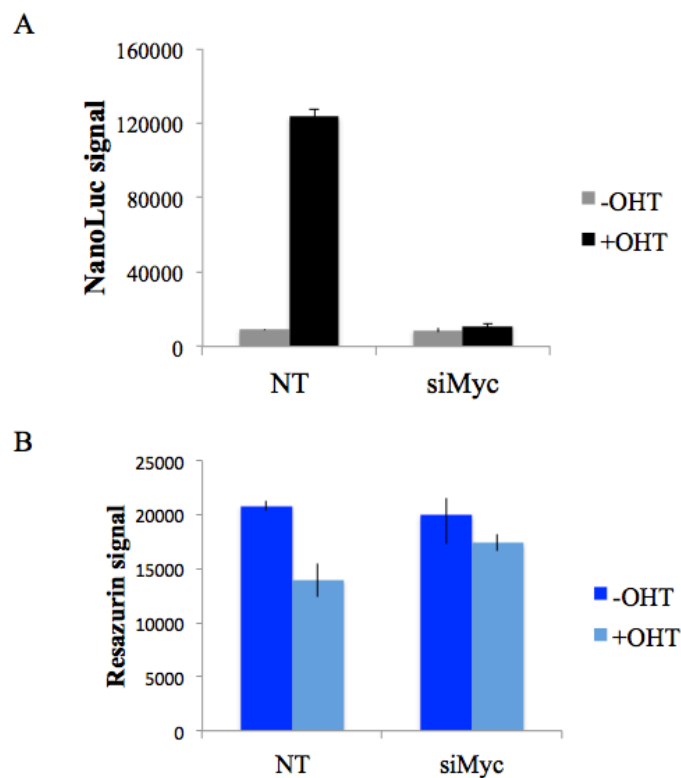 A
160000
120000
80000
40000
0
NanoLuc signal
NT
siMyc
-OHT
+OHT
B
25000
20000
15000
10000
5000
0
Resazurin signal
NT
siMyc
-OHT
+OHT